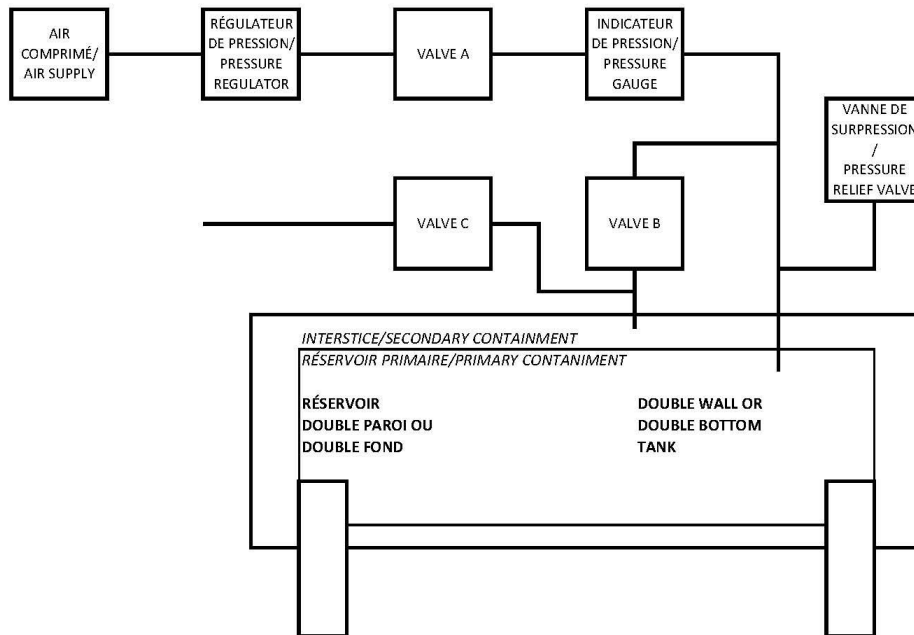 AIR
COMPRIMÉ/
AIR SUPPLY
RÉGULATEUR
DE PRESSION/
PRESSURE
REGULATOR
VALVE A
INDICATEUR
DE PRESSION/
PRESSURE
GAUGE
VANNE DE
SURPRESSION
/
PRESSURE
RELIEF VALVE
VALVE C
VALVE B
INTERSTICE/SECONDARY CONTAINMENT
RÉSERVOIR PRIMAIRE/PRIMARY CONTANIMENT
RÉSERVOIR
DOUBLE PAROI OU
DOUBLE FOND
DOUBLE WALL OR
DOUBLE BOTTOM
TANK